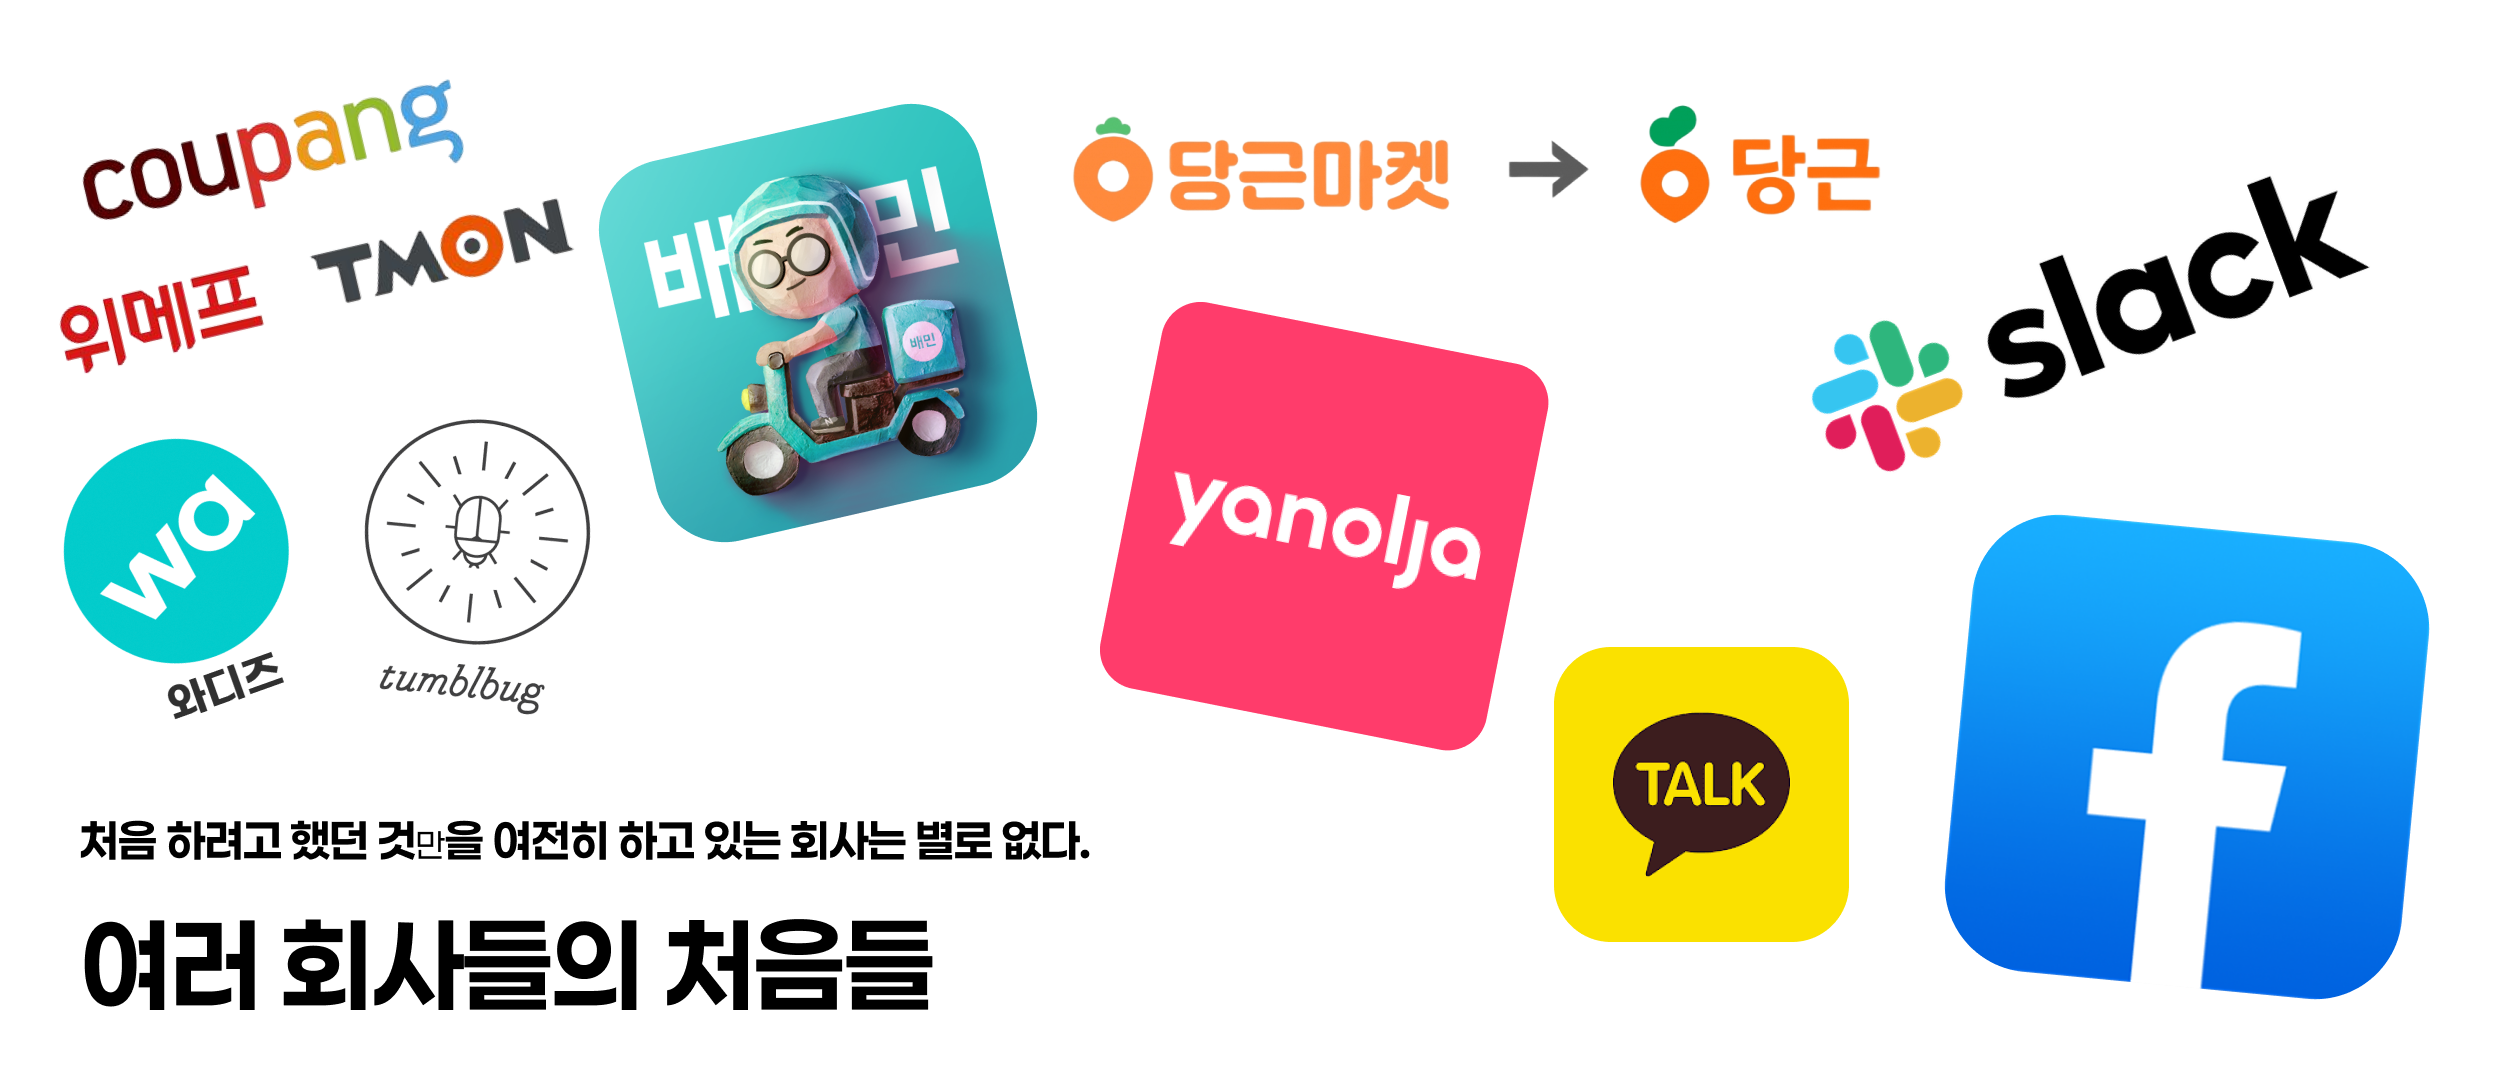 coupang
TMON
위메프
배민
배민
당근마켓 → 당근
slack
wa
와디즈
tumblbug
yanolja
TALK
f
처음 하려고 했던 것만을 여전히 하고 있는 회사는 별로 없다.
여러 회사들의 처음들